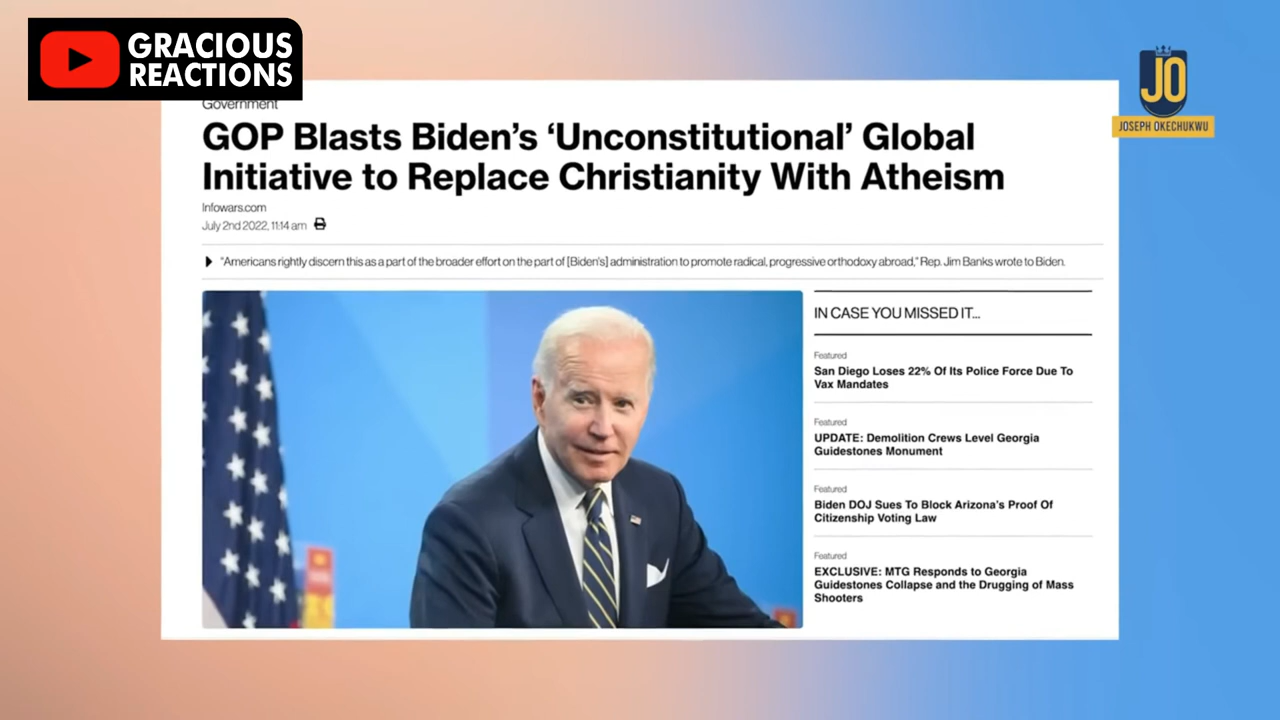 GRACIOUS
REACTIONS
JO
JOSEPH OKECHUKWU
Government
GOP Blasts Biden's ‘Unconstitutional’ Global
Initiative to Replace Christianity With Atheism
Infowars.com
July 2nd 2022, 11:14 am
"Americans rightly discern this as a part of the broader effort on the part of [Biden's] administration to promote radical, progressive orthodoxy abroad," Rep. Jim Banks wrote to Biden.
IN CASE YOU MISSED IT...
Featured
San Diego Loses 22% Of Its Police Force Due To
Vax Mandates
Featured
UPDATE: Demolition Crews Level Georgia
Guidestones Monument
Featured
Biden DOJ Sues To Block Arizona's Proof Of
Citizenship Voting Law
Featured
EXCLUSIVE: MTG Responds to Georgia
Guidestones Collapse and the Drugging of Mass
Shooters